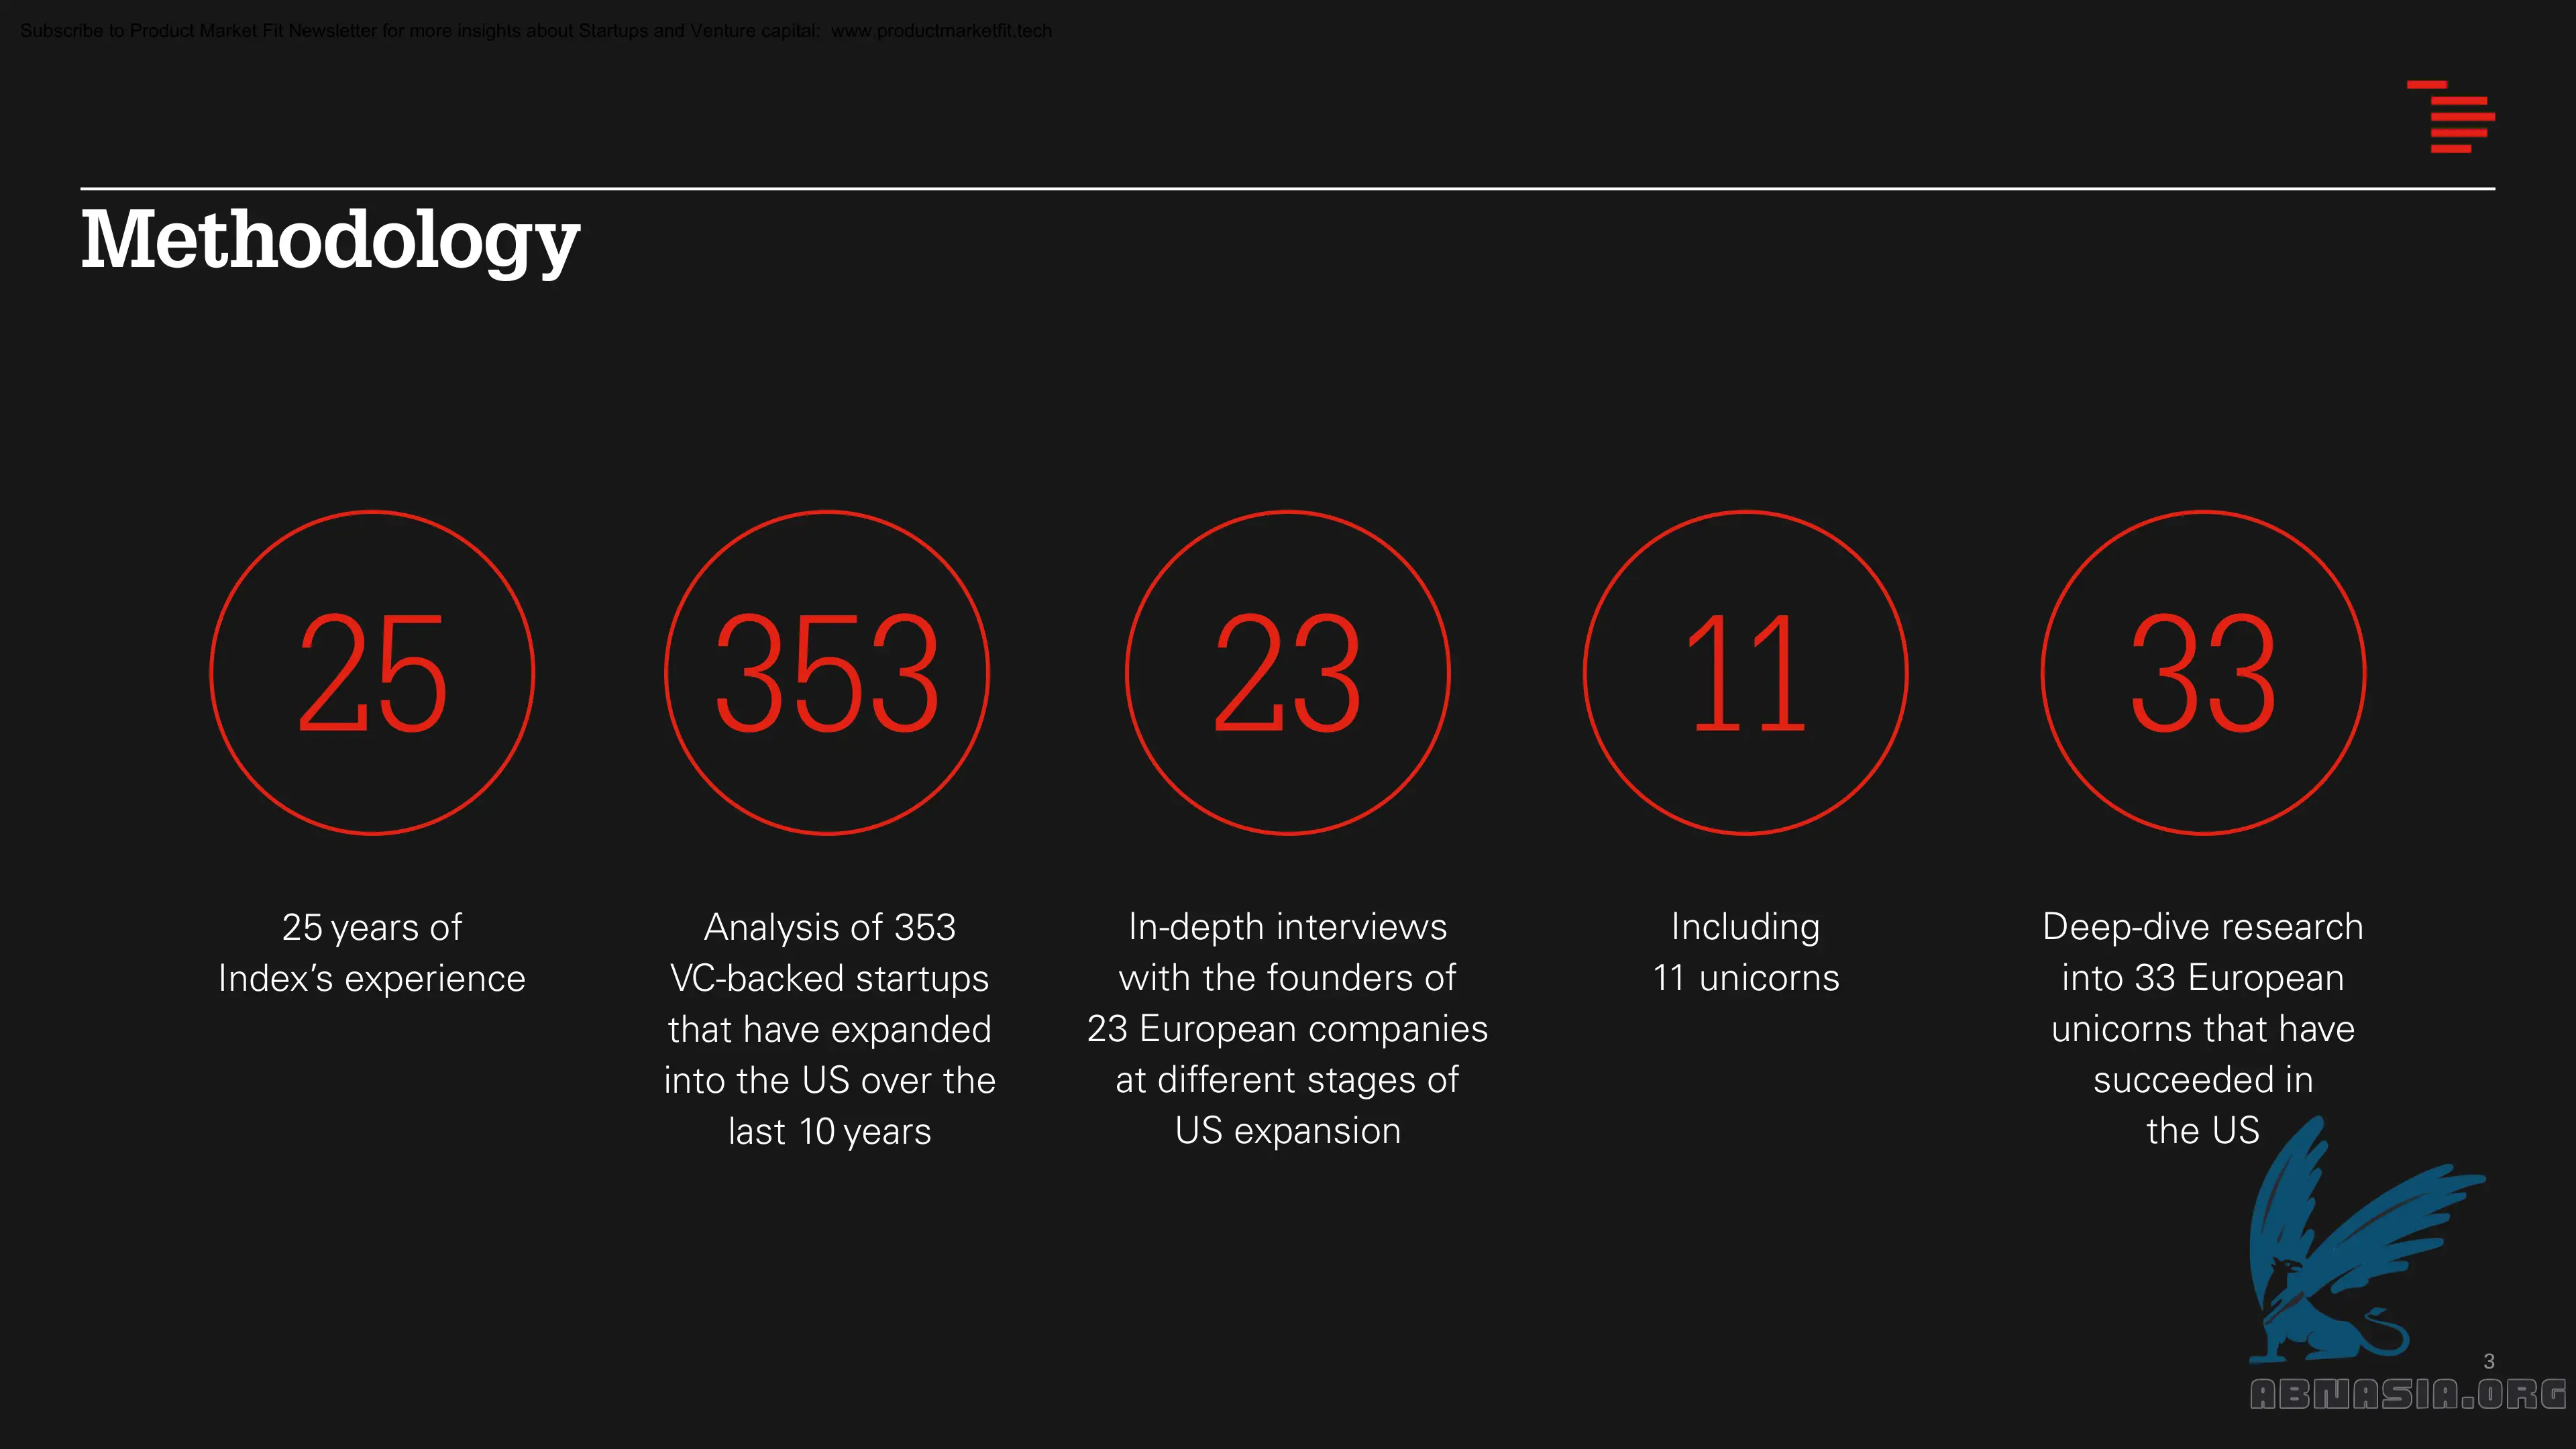 Subscribe to Product Market Fit Newsletter for more insights about Startups and Venture capital: www.productmarketfit.tech
Methodology
25
25 years of
Index’s experience
353
Analysis of 353
VC-backed startups
that have expanded
into the US over the
last 10 years
23
In-depth interviews
with the founders of
23 European companies
at different stages of
US expansion
11
Including
11 unicorns
33
Deep-dive research
into 33 European
unicorns that have
succeeded in
the US
3
ABNASIA.ORG